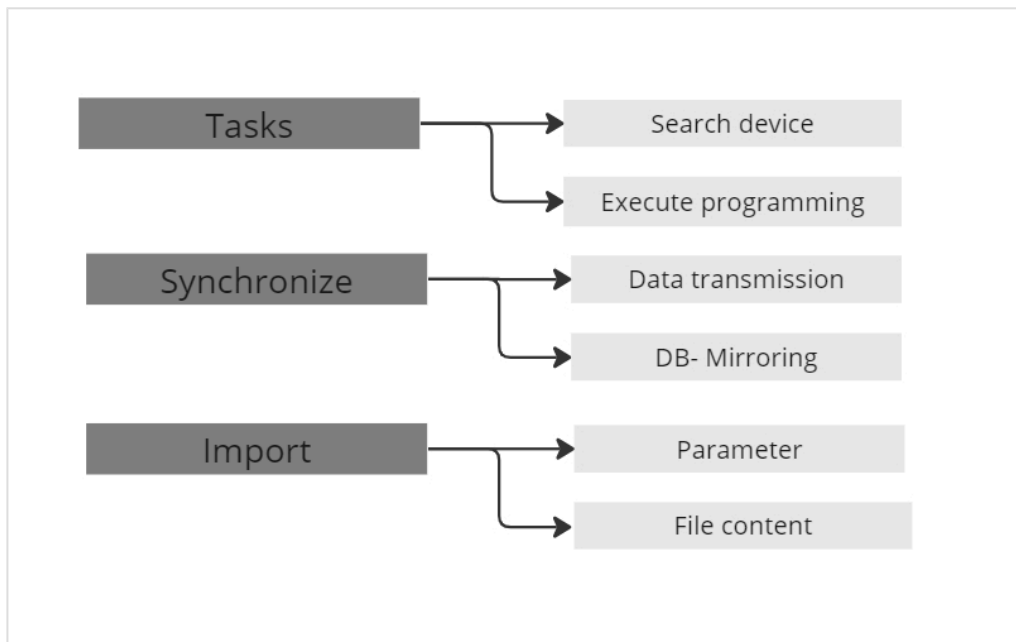 Tasks
Search device
Execute programming
Synchronize
Data transmission
DB- Mirroring
Import
Parameter
File content